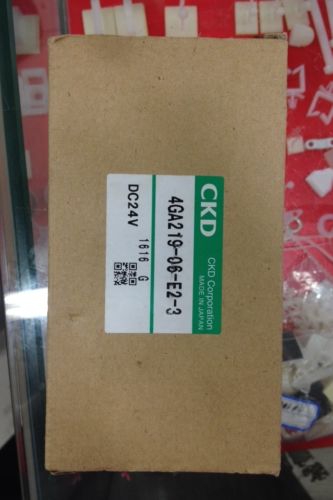 CKD
CKD Corporation
MADE IN JAPAN
4GA219-06-E2-3
DC24V
1616 G